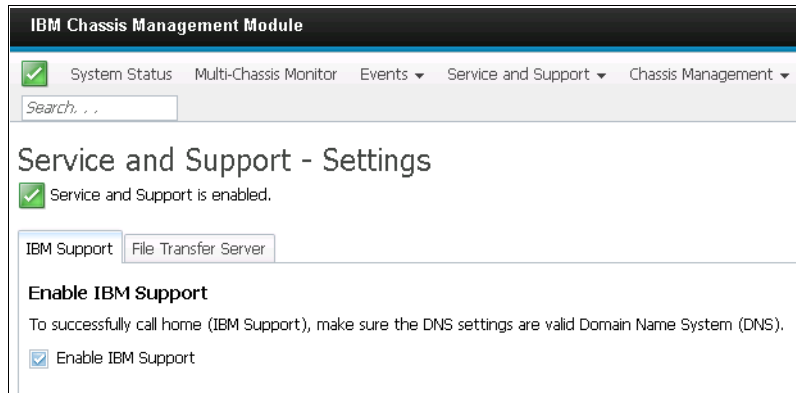 IBM Chassis Management Module
System Status Multi-Chassis Monitor Events Service and Support Chassis Management
Search. . .
Service and Support - Settings
Service and Support is enabled.
IBM Support File Transfer Server
Enable IBM Support
To successfully call home (IBM Support), make sure the DNS settings are valid Domain Name System (DNS).
Enable IBM Support